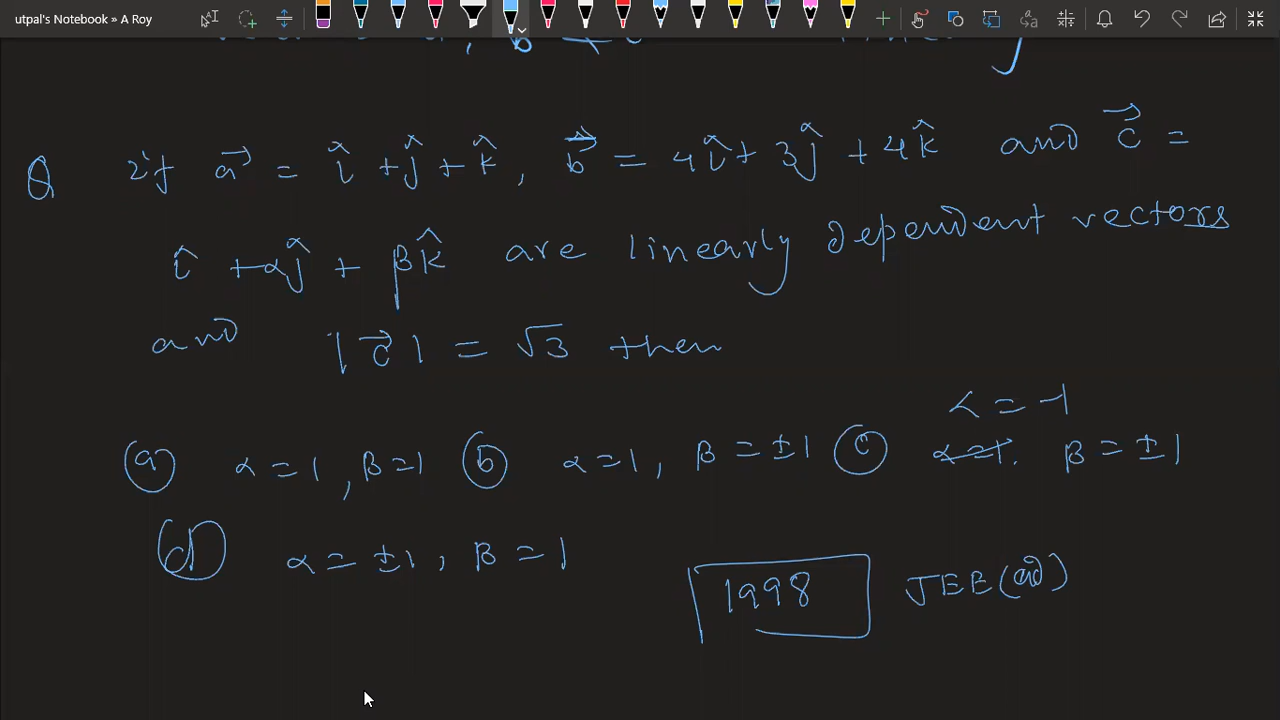 utpal's Notebook » A Roy
Q if a⃗ = î + ĵ + k̂, b⃗ = 4î + 3ĵ + 4k̂ and c⃗ =
î + αĵ + βk̂ are linearly dependent vectors
and |c⃗| = √3 then
α = -1
(a) α = 1, β = 1 (b) α = 1, β = ±1 (c) α = 1. β = ±1
(d) α = ±1, β = 1
1998 JEE (ad)